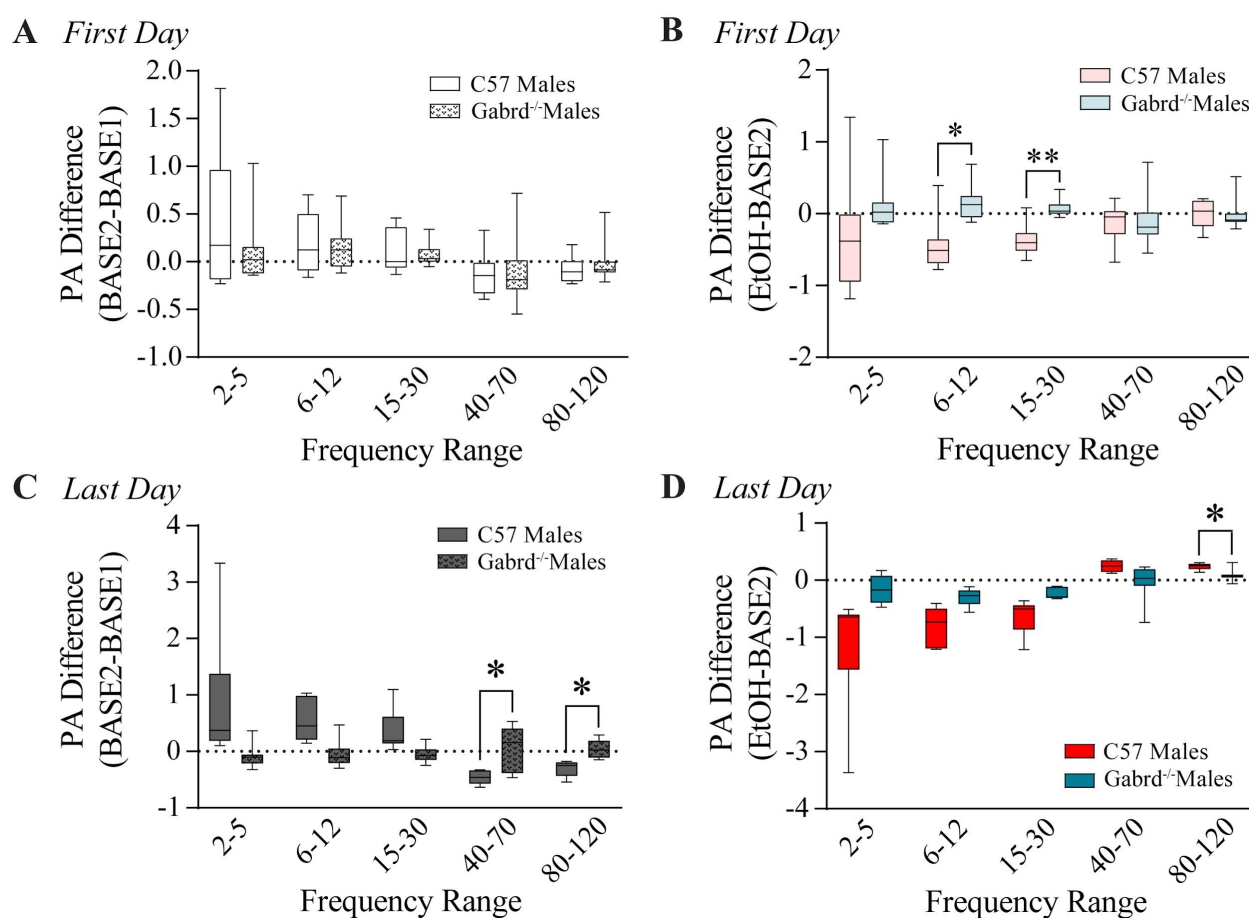 A First Day
2.0
1.5
1.0
0.5
0.0
-0.5
-1.0
PA Difference
(BASE2-BASE1)
C57 Males
Gabrd-/-Males
2-5
6-12
15-30
40-70
80-120
Frequency Range
B First Day
2
1
0
-1
-2
PA Difference
(EtOH-BASE2)
C57 Males
Gabrd-/-Males
*
**
2-5
6-12
15-30
40-70
80-120
Frequency Range
C Last Day
4
3
2
1
0
-1
PA Difference
(BASE2-BASE1)
C57 Males
Gabrd-/-Males
*
*
2-5
6-12
15-30
40-70
80-120
Frequency Range
D Last Day
1
0
-1
-2
-3
-4
PA Difference
(EtOH-BASE2)
*
C57 Males
Gabrd-/-Males
2-5
6-12
15-30
40-70
80-120
Frequency Range